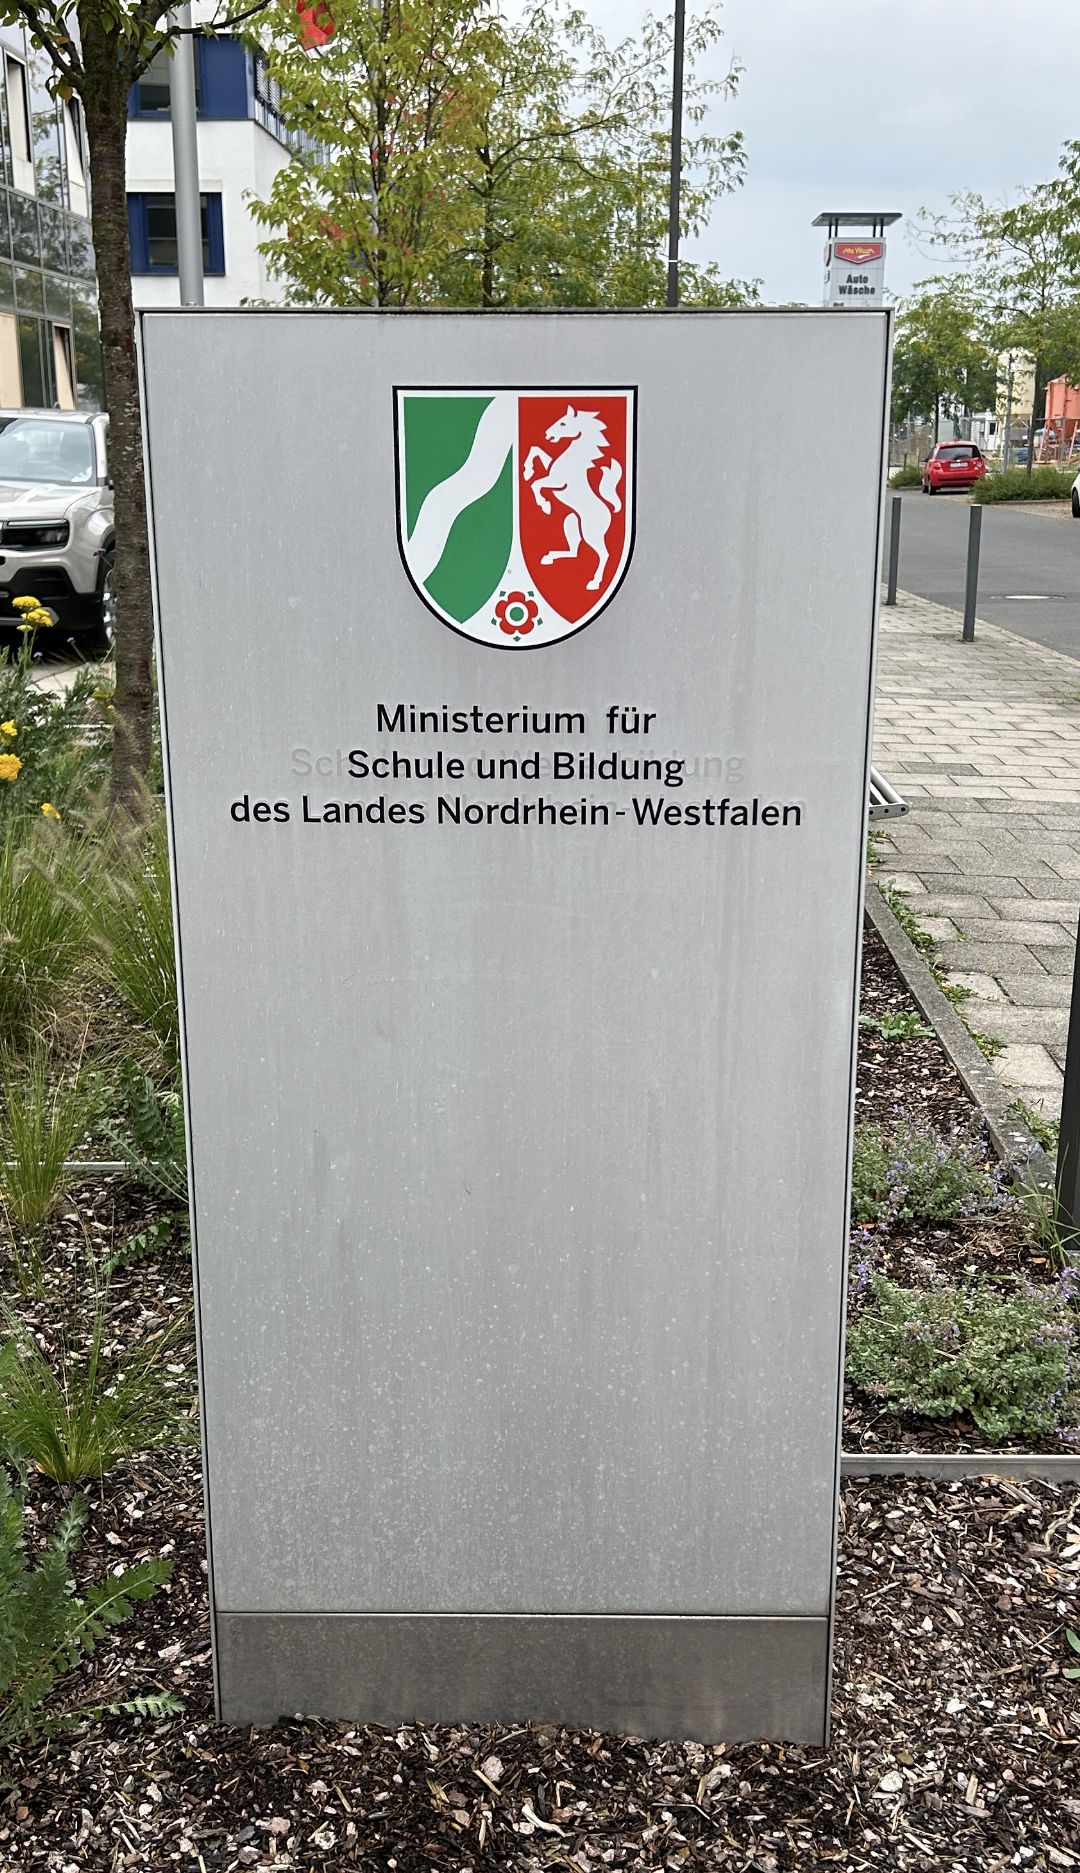 Auto
Wäsche
Ministerium für
Schule und Bildung
des Landes Nordrhein-Westfalen